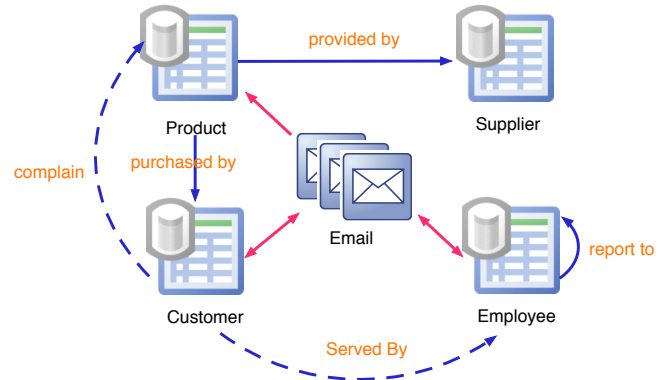 provided by
Product
Supplier
purchased by
complain
Email
report to
Customer
Employee
Served By